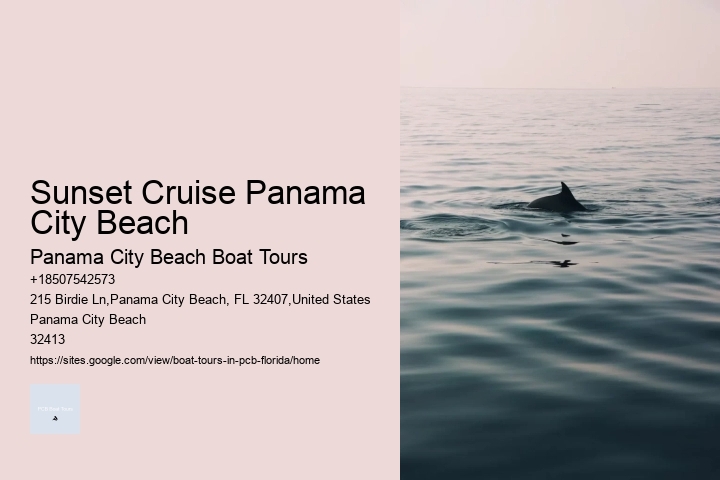 Sunset Cruise Panama
City Beach
Panama City Beach Boat Tours
+18507542573
215 Birdie Ln,Panama City Beach, FL 32407,United States
Panama City Beach
32413
https://sites.google.com/view/boat-tours-in-pcb-florida/home